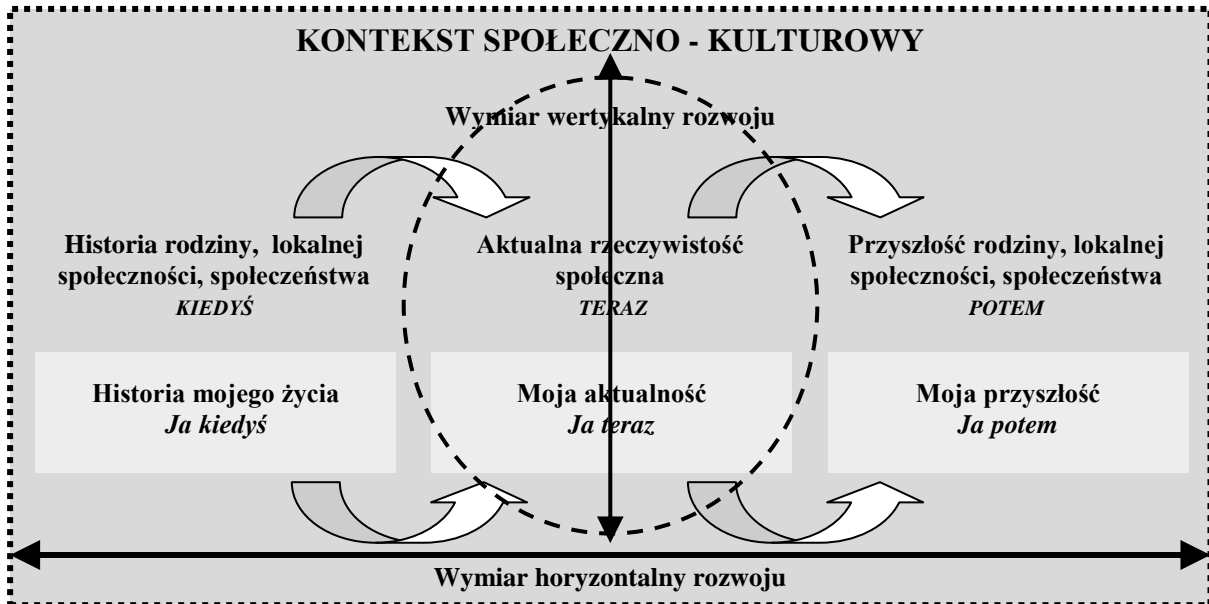 KONTEKST SPOŁECZNO - KULTUROWY
Wymiar wertykalny rozwoju
Historia rodziny, lokalnej
społeczności, społeczeństwa
KIEDYŚ
Aktualna rzeczywistość
społeczna
TERAZ
Przyszłość rodziny, lokalnej
społeczności, społeczeństwa
POTEM
Historia mojego życia
Ja kiedyś
Moja aktualność
Ja teraz
Moja przyszłość
Ja potem
Wymiar horyzontalny rozwoju